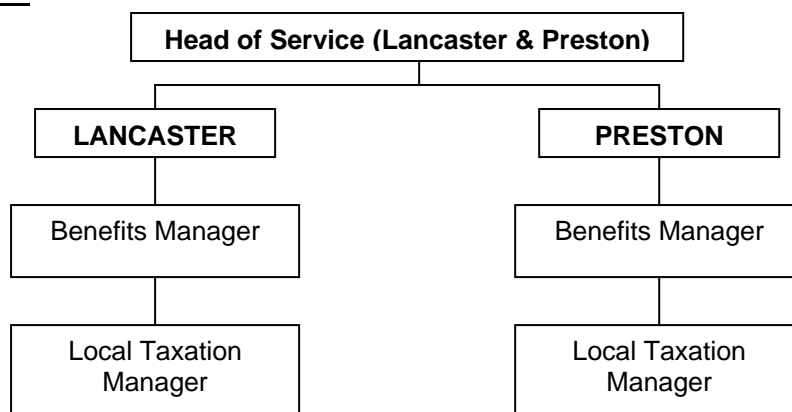 Head of Service (Lancaster & Preston)
LANCASTER
PRESTON
Benefits Manager
Benefits Manager
Local Taxation
Manager
Local Taxation
Manager